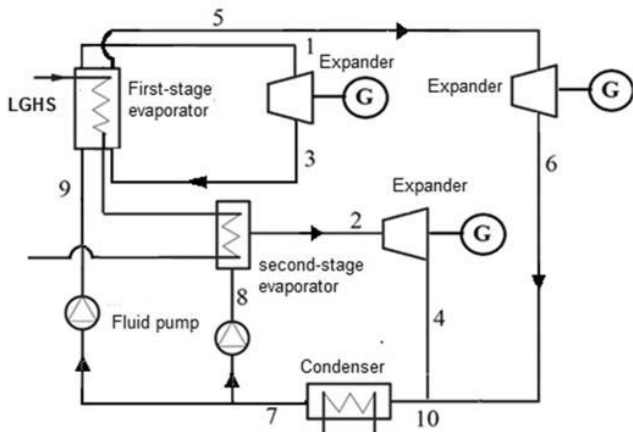 5
1
Expander
G
LGHS
First-stage
evaporator
Expander
G
3
6
9
Expander
2
G
second-stage
evaporator
8
Fluid pump
4
Condenser
7
10